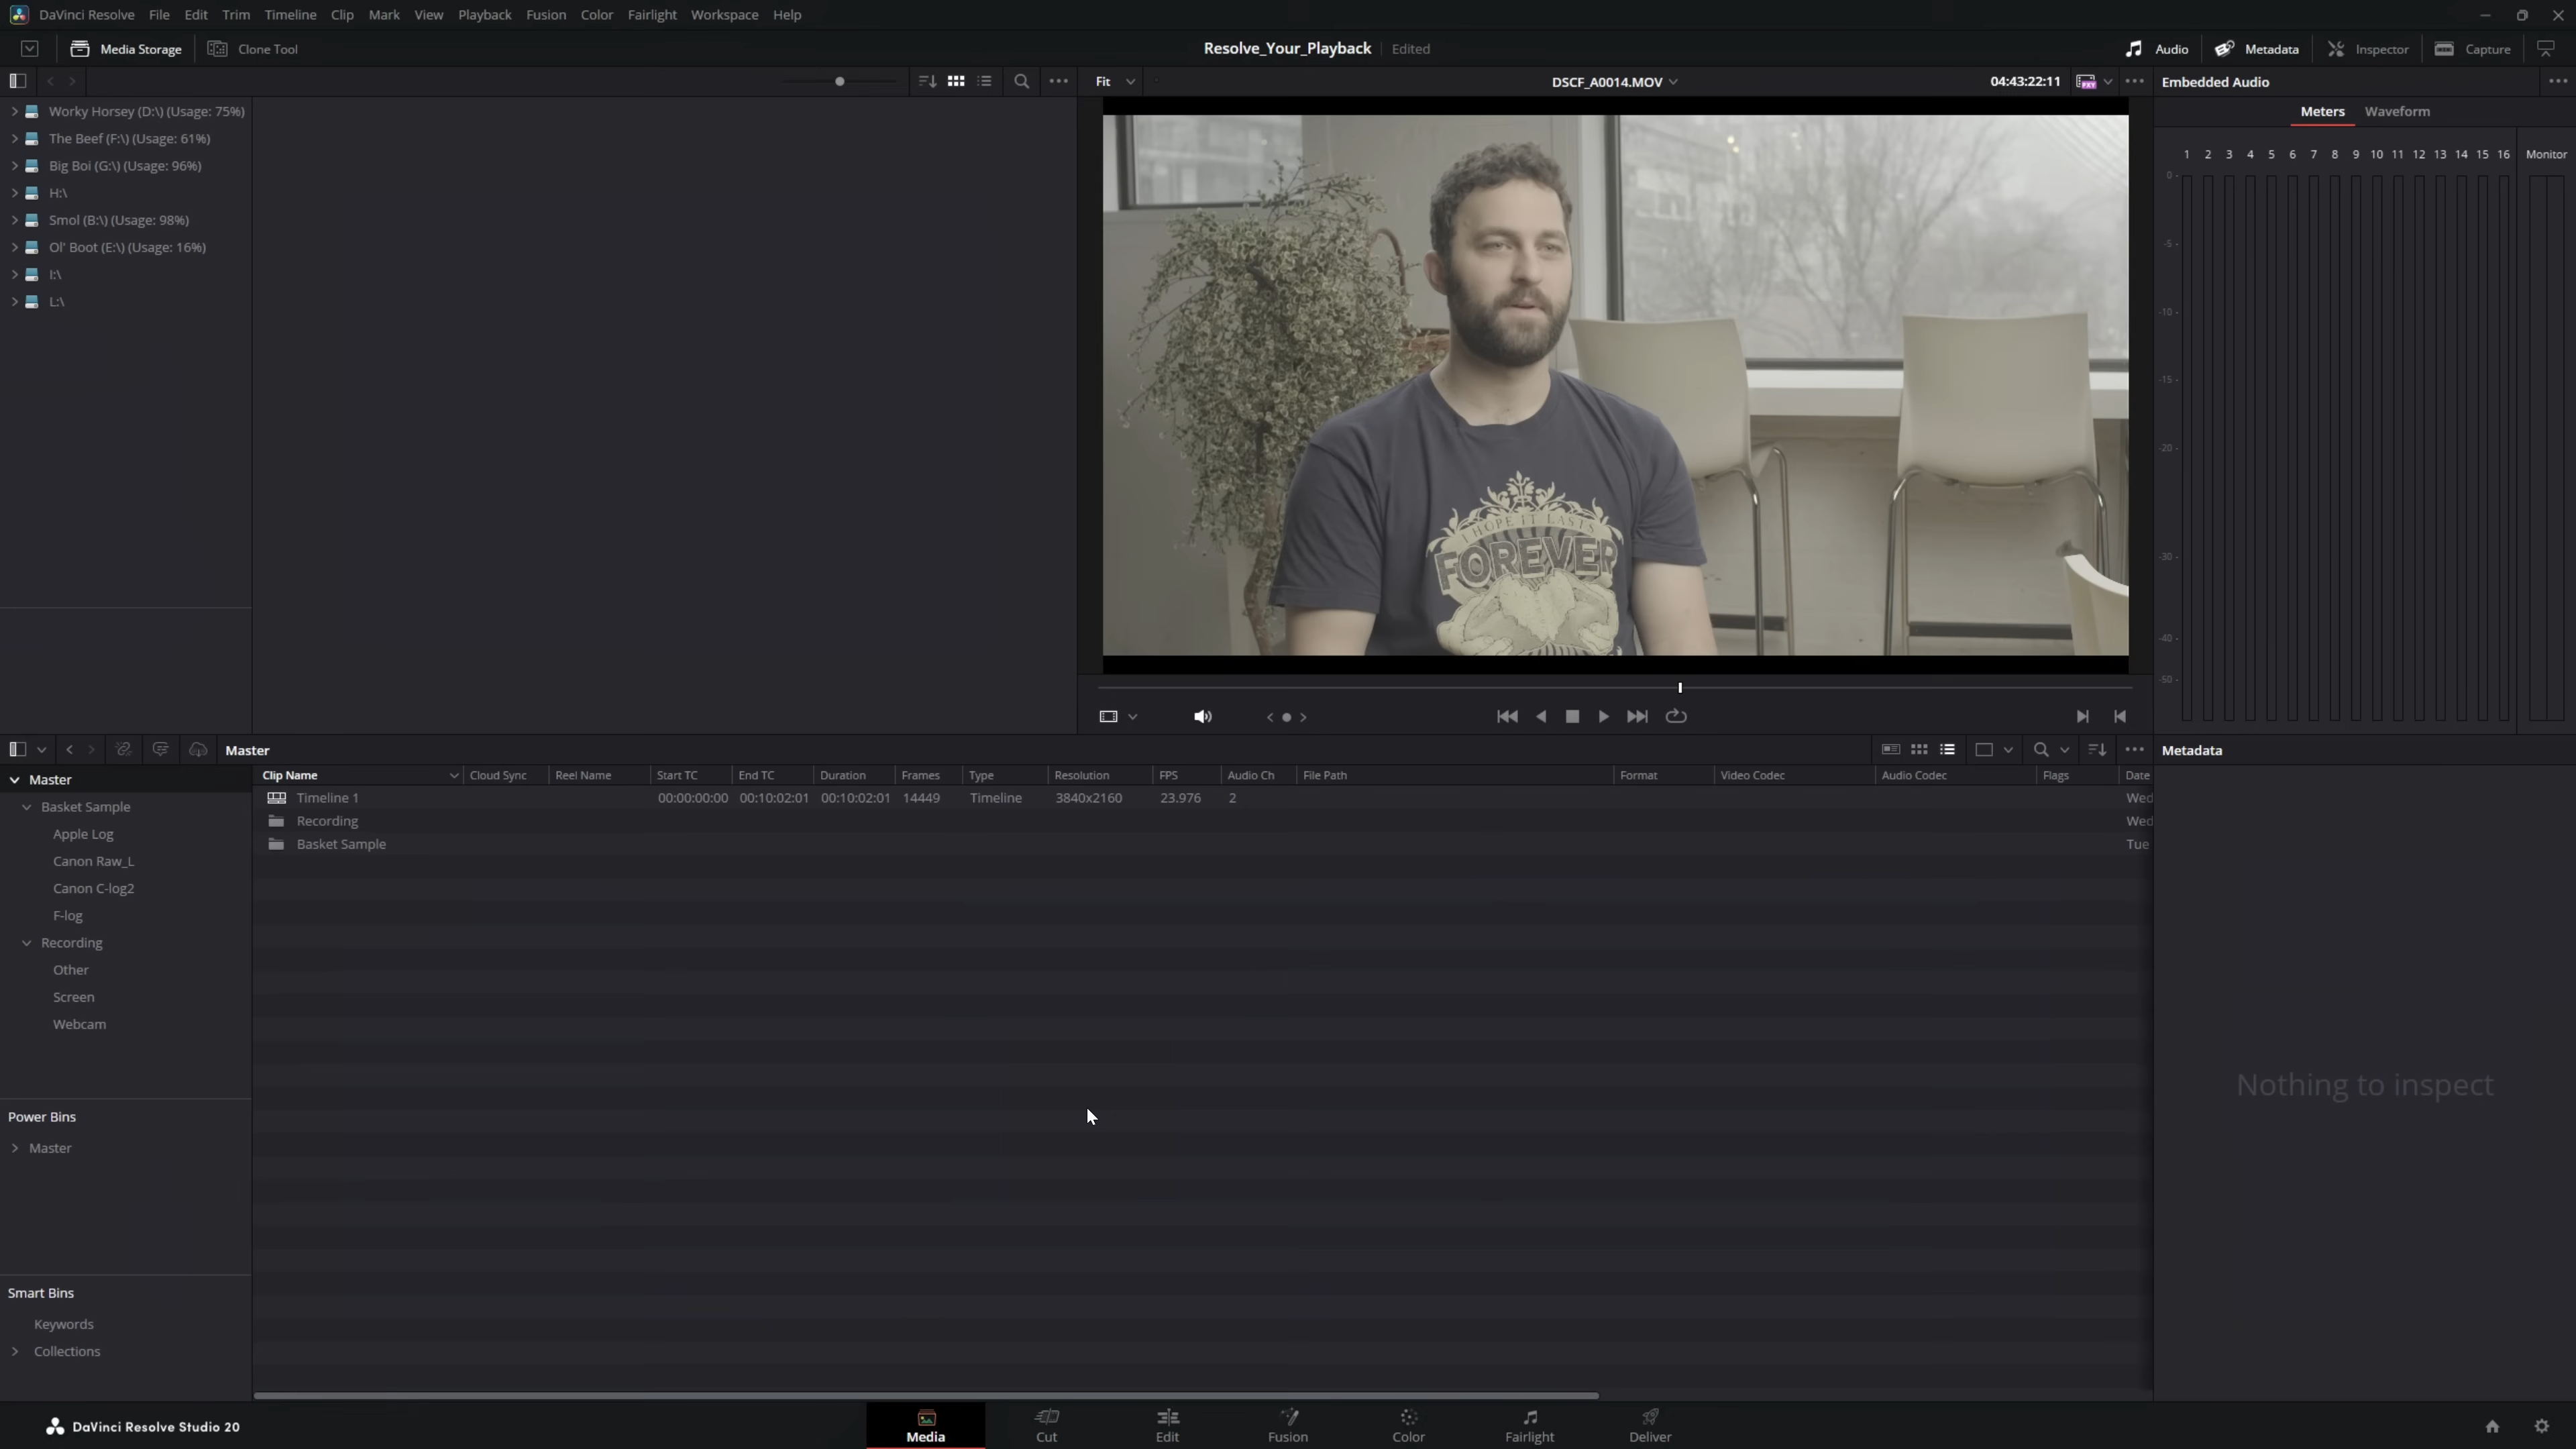 DaVinci Resolve File Edit Trim Timeline Clip Mark View Playback Fusion Color Fairlight Workspace Help
Media Storage Clone Tool Resolve_Your_Playback Edited Audio Metadata Inspector Capture
Fit DSCF_A0014.MOV 04:43:22:11 Embedded Audio
Meters Waveform
1 2 3 4 5 6 7 8 9 10 11 12 13 14 15 16 Monitor
0 -
-5 -
-10 -
-15 -
-20 -
-30 -
-40 -
-50 -
Worky Horsey (D:\) (Usage: 75%)
The Beef (F:\) (Usage: 61%)
Big Boi (G:\) (Usage: 96%)
H:\
Smol (B:\) (Usage: 98%)
Ol' Boot (E:\) (Usage: 16%)
I:\
L:\
I HOPE IT LASTS
FOREVER
Master Metadata
Master
Basket Sample
Apple Log
Canon Raw_L
Canon C-log2
F-log
Recording
Other
Screen
Webcam
Power Bins
Master
Smart Bins
Keywords
Collections
Clip Name Cloud Sync Reel Name Start TC End TC Duration Frames Type Resolution FPS Audio Ch File Path Format Video Codec Audio Codec Flags Date
Timeline 1 00:00:00:00 00:10:02:01 00:10:02:01 14449 Timeline 3840x2160 23.976 2 Wed
Recording Wed
Basket Sample Tue
Nothing to inspect
DaVinci Resolve Studio 20 Media Cut Edit Fusion Color Fairlight Deliver